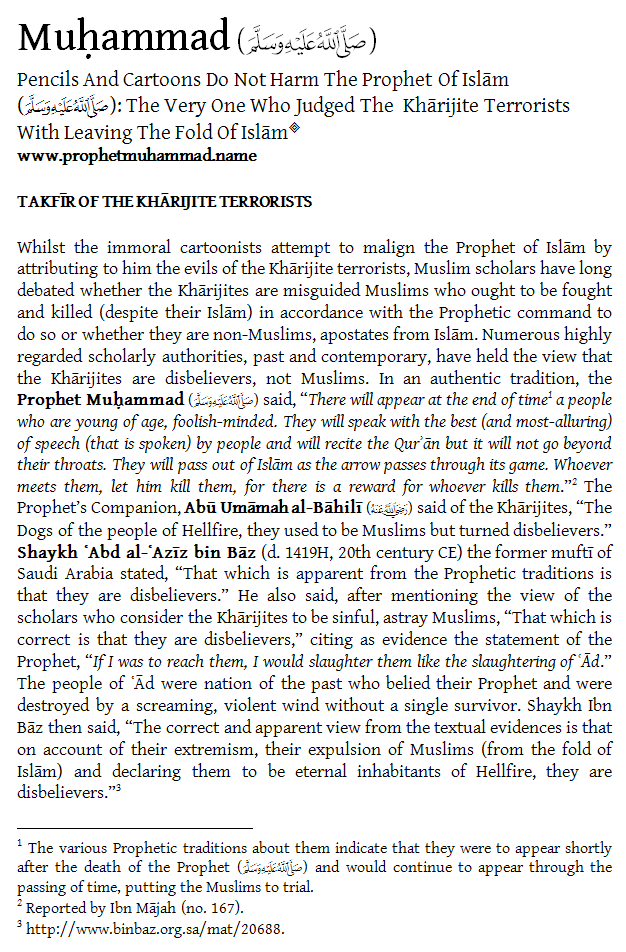 Muḥammad (ﷺ)
Pencils And Cartoons Do Not Harm The Prophet Of Islām
(ﷺ): The Very One Who Judged The Khārijite Terrorists
With Leaving The Fold Of Islām
www.prophetmuhammad.name
TAKFĪR OF THE KHĀRIJITE TERRORISTS
Whilst the immoral cartoonists attempt to malign the Prophet of Islām by
attributing to him the evils of the Khārijite terrorists, Muslim scholars have long
debated whether the Khārijites are misguided Muslims who ought to be fought
and killed (despite their Islām) in accordance with the Prophetic command to
do so or whether they are non-Muslims, apostates from Islām. Numerous highly
regarded scholarly authorities, past and contemporary, have held the view that
the Khārijites are disbelievers, not Muslims. In an authentic tradition, the
Prophet Muḥammad (ﷺ) said, “There will appear at the end of time¹ a people
who are young of age, foolish-minded. They will speak with the best (and most-alluring)
of speech (that is spoken) by people and will recite the Qurʾān but it will not go beyond
their throats. They will pass out of Islām as the arrow passes through its game. Whoever
meets them, let him kill them, for there is a reward for whoever kills them.”² The
Prophet’s Companion, Abū Umāmah al-Bāhilī (رضي الله عنه) said of the Khārijites, “The
Dogs of the people of Hellfire, they used to be Muslims but turned disbelievers.”
Shaykh ʿAbd al-ʿAzīz bin Bāz (d. 1419H, 20th century CE) the former muftī of
Saudi Arabia stated, “That which is apparent from the Prophetic traditions is
that they are disbelievers.” He also said, after mentioning the view of the
scholars who consider the Khārijites to be sinful, astray Muslims, “That which is
correct is that they are disbelievers,” citing as evidence the statement of the
Prophet, “If I was to reach them, I would slaughter them like the slaughtering of ʿĀd.”
The people of ʿĀd were nation of the past who belied their Prophet and were
destroyed by a screaming, violent wind without a single survivor. Shaykh Ibn
Bāz then said, “The correct and apparent view from the textual evidences is that
on account of their extremism, their expulsion of Muslims (from the fold of
Islām) and declaring them to be eternal inhabitants of Hellfire, they are
disbelievers.”³
¹ The various Prophetic traditions about them indicate that they were to appear shortly
after the death of the Prophet (ﷺ) and would continue to appear through the
passing of time, putting the Muslims to trial.
² Reported by Ibn Mājah (no. 167).
³ http://www.binbaz.org.sa/mat/20688.